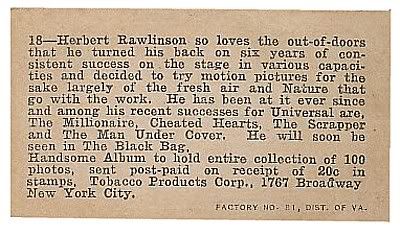 18—Herbert Rawlinson so loves the out-of-doors
that he turned his back on six years of con-
sistent success on the stage in various capaci-
ties and decided to try motion pictures for the
sake largely of the fresh air and Nature that
go with the work. He has been at it ever since
and among his recent successes for Universal are,
The Millionaire, Cheated Hearts, The Scrapper
and The Man Under Cover. He will soon be
seen in The Black Bag.
Handsome Album to hold entire collection of 100
photos, sent post-paid on receipt of 20c in
stamps. Tobacco Products Corp., 1767 Broadway
New York City.
FACTORY NO. 21, DIST. OF VA.